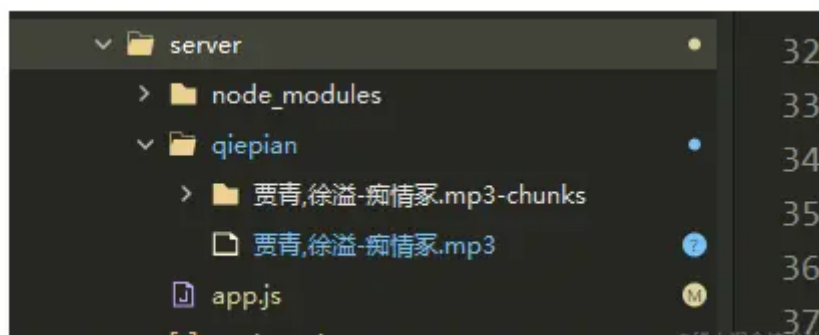 server
32
node_modules
33
qiepian
34
贾青,徐溢-痴情冢.mp3-chunks
35
贾青,徐溢-痴情冢.mp3
?
36
app.js
M
37